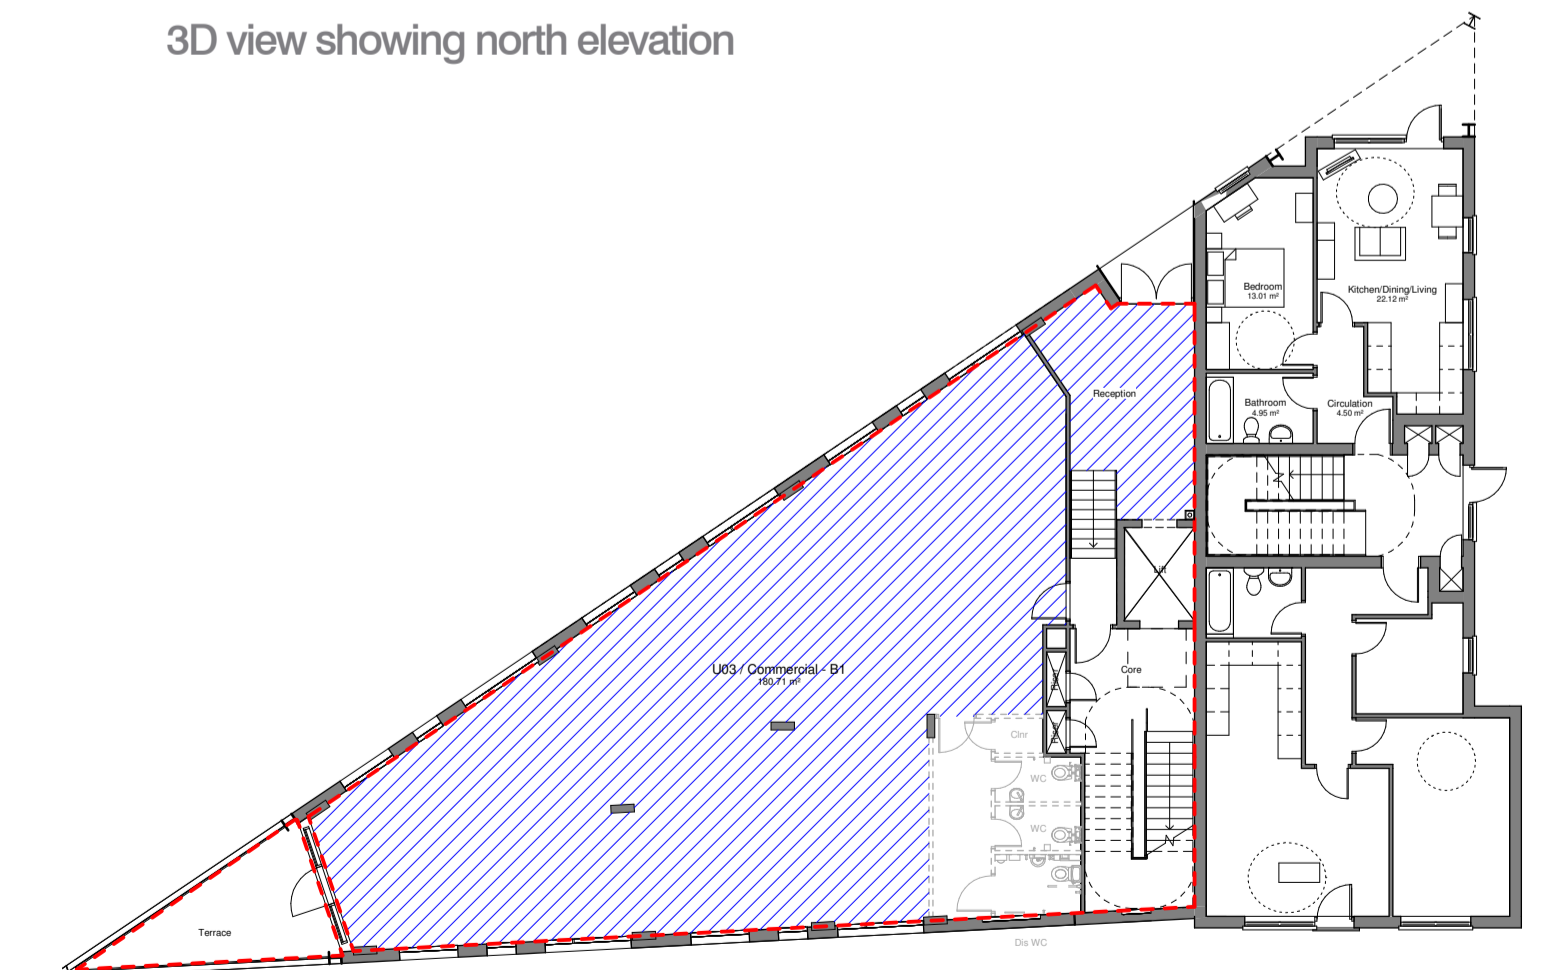 3D view showing north elevation
Bedroom
13.01 m²
Kitchen/Dining/Living
22.12 m²
Reception
Bathroom
4.95 m²
Circulation
4.50 m²
Lift
U03 / Commercial - B1
180.71 m²
Core
Riser
Riser
Clnr
WC
WC
Terrace
Dis WC